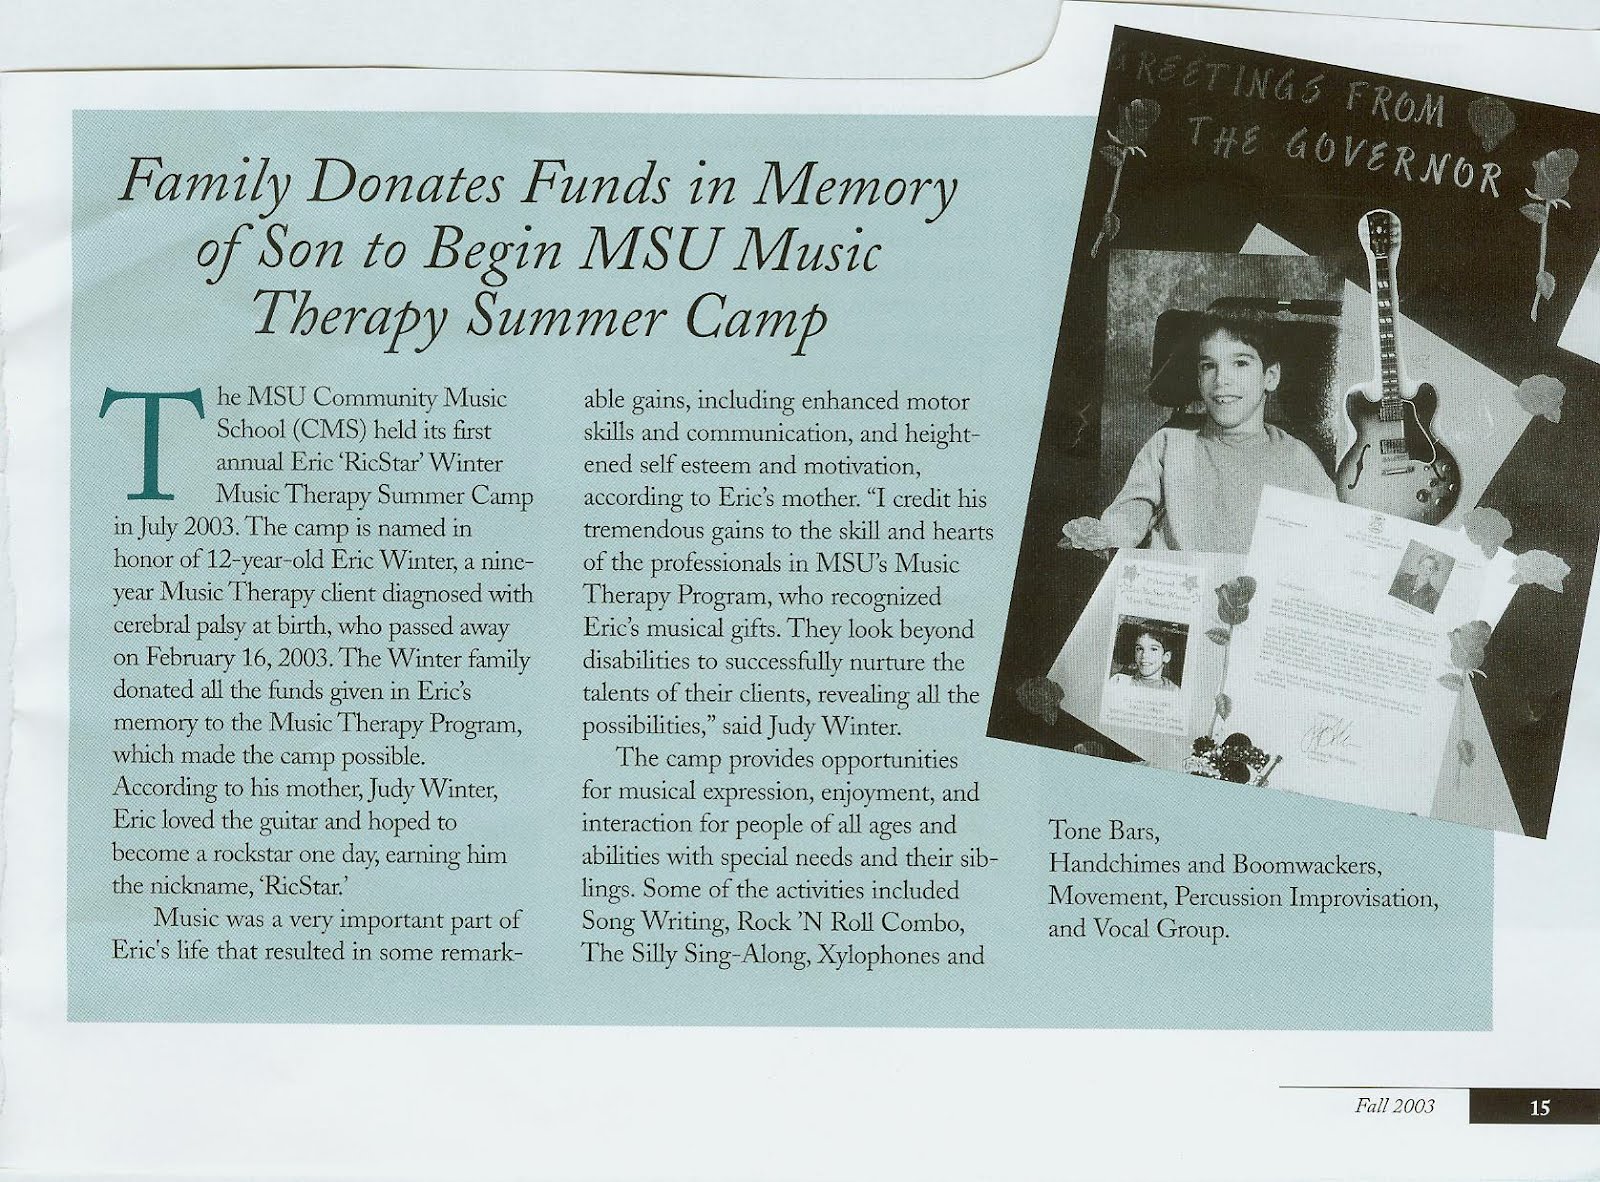 GREETINGS FROM
THE GOVERNOR
Family Donates Funds in Memory
of Son to Begin MSU Music
Therapy Summer Camp
The MSU Community Music
School (CMS) held its first
annual Eric ‘RicStar’ Winter
Music Therapy Summer Camp
in July 2003. The camp is named in
honor of 12-year-old Eric Winter, a nine-
year Music Therapy client diagnosed with
cerebral palsy at birth, who passed away
on February 16, 2003. The Winter family
donated all the funds given in Eric’s
memory to the Music Therapy Program,
which made the camp possible.
According to his mother, Judy Winter,
Eric loved the guitar and hoped to
become a rockstar one day, earning him
the nickname, ‘RicStar.’
Music was a very important part of
Eric's life that resulted in some remark-
able gains, including enhanced motor
skills and communication, and height-
ened self esteem and motivation,
according to Eric’s mother. “I credit his
tremendous gains to the skill and hearts
of the professionals in MSU’s Music
Therapy Program, who recognized
Eric’s musical gifts. They look beyond
disabilities to successfully nurture the
talents of their clients, revealing all the
possibilities,” said Judy Winter.
The camp provides opportunities
for musical expression, enjoyment, and
interaction for people of all ages and
abilities with special needs and their sib-
lings. Some of the activities included
Song Writing, Rock ’N Roll Combo,
The Silly Sing-Along, Xylophones and
Tone Bars,
Handchimes and Boomwackers,
Movement, Percussion Improvisation,
and Vocal Group.
Fall 2003
15